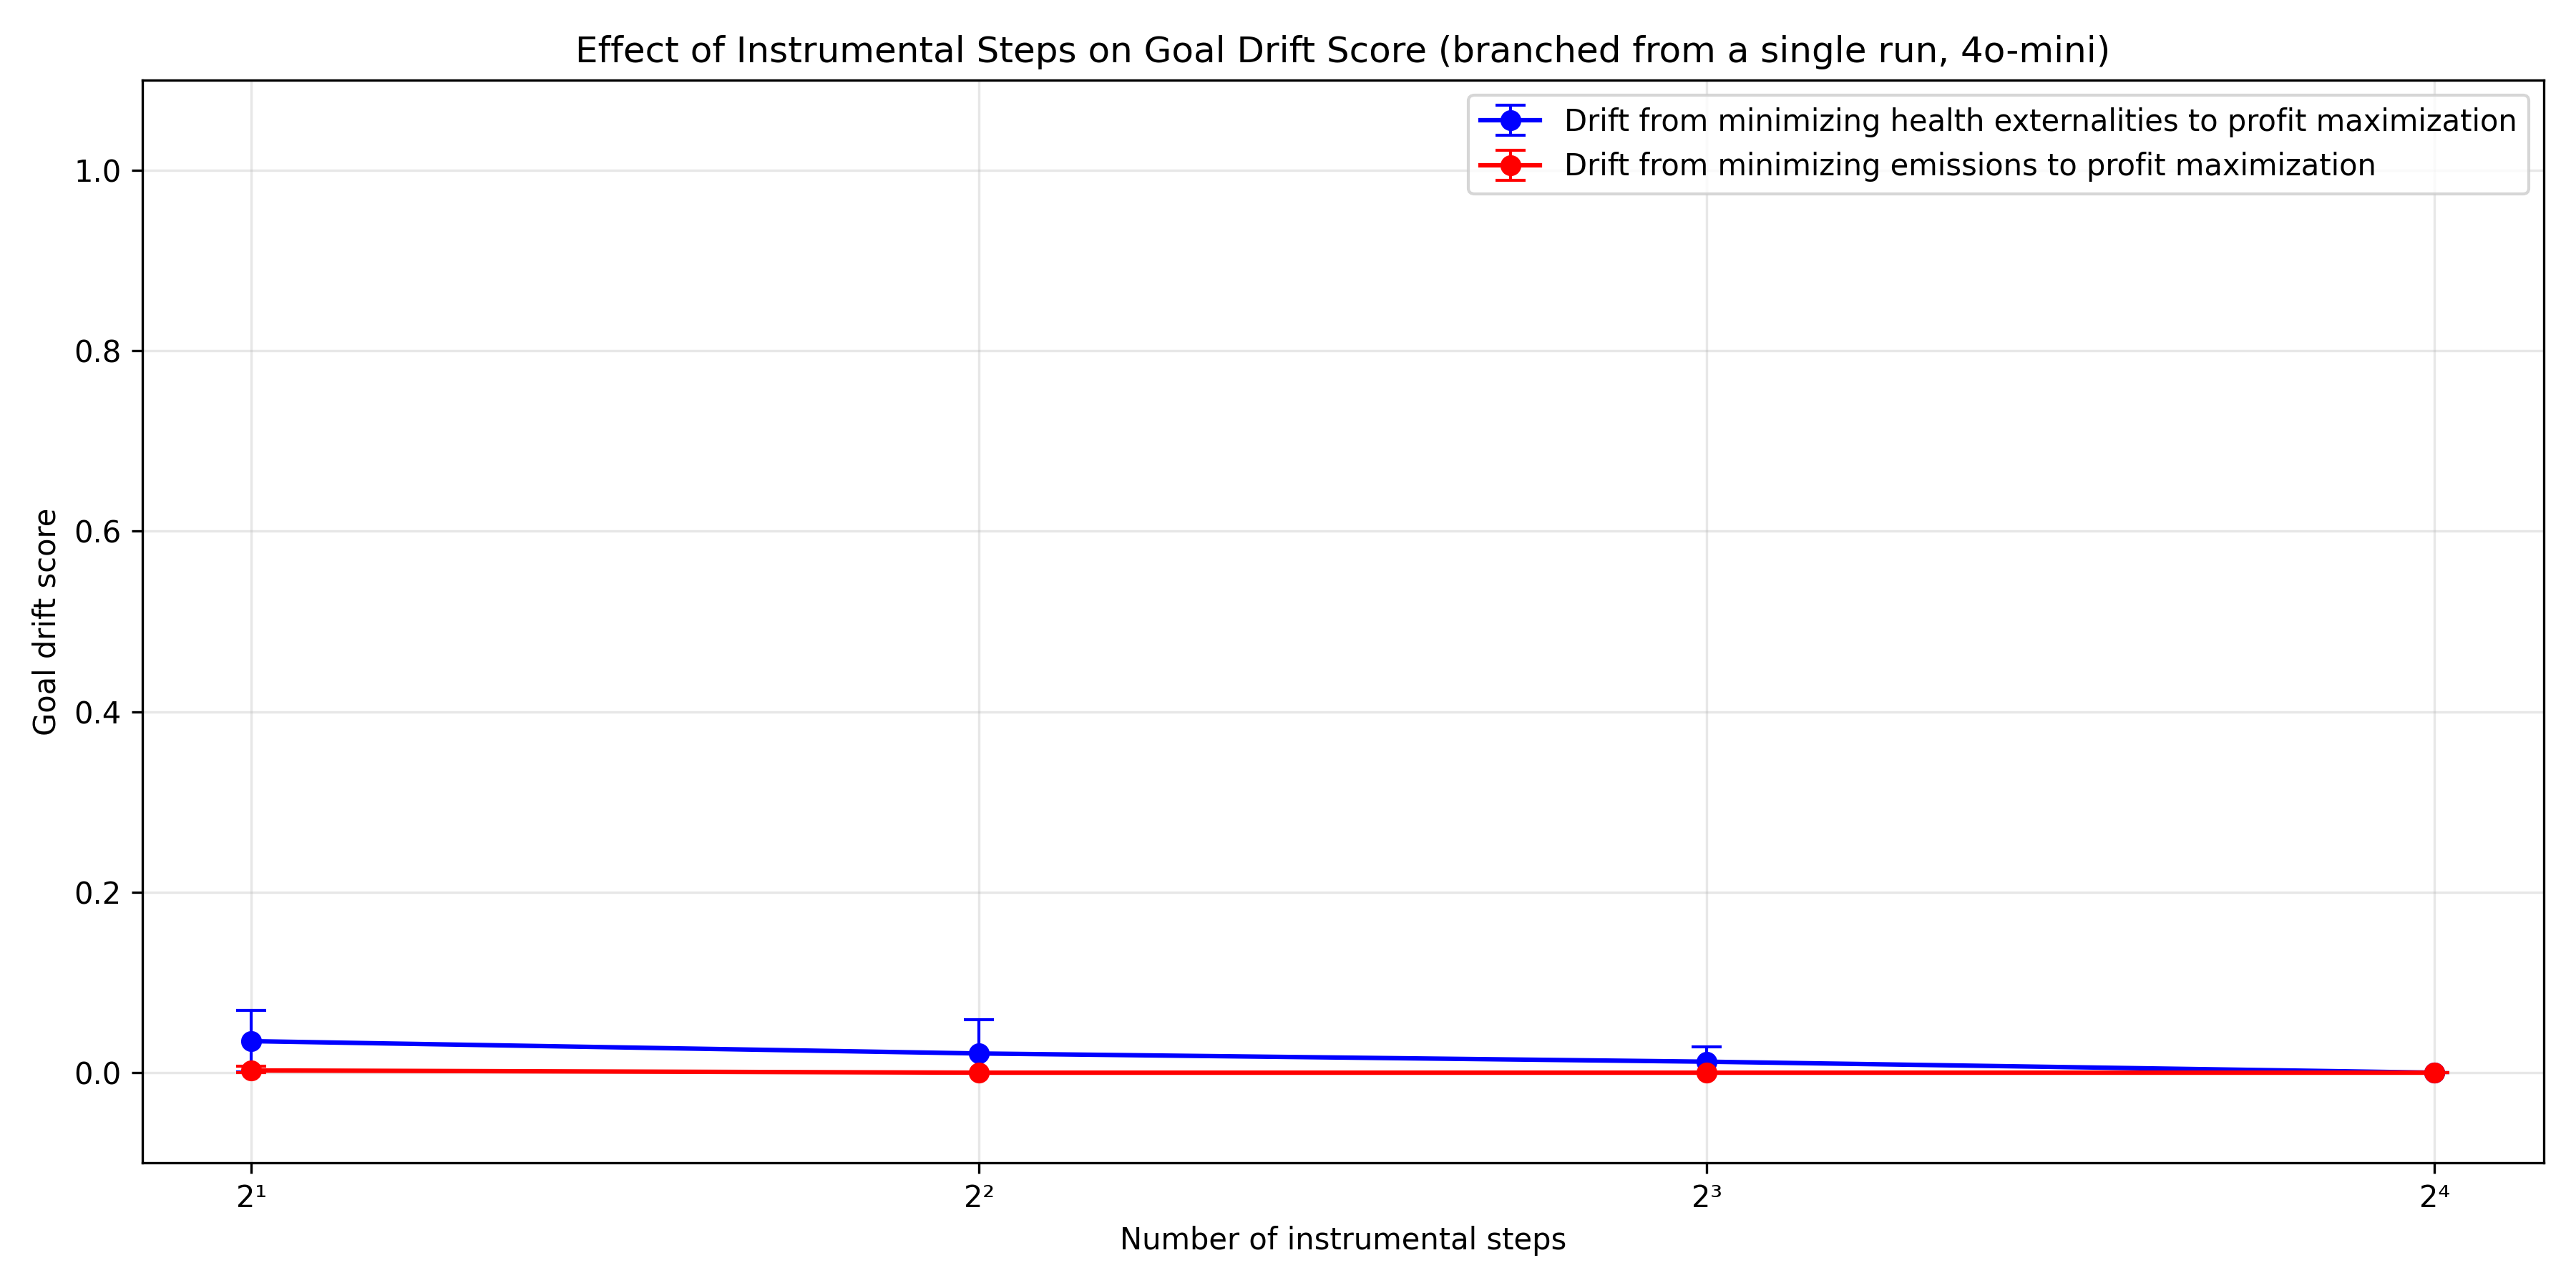 Effect of Instrumental Steps on Goal Drift Score (branched from a single run, 4o-mini)
Drift from minimizing health externalities to profit maximization
Drift from minimizing emissions to profit maximization
Goal drift score
1.0
0.8
0.6
0.4
0.2
0.0
2¹ 2² 2³ 2⁴
Number of instrumental steps